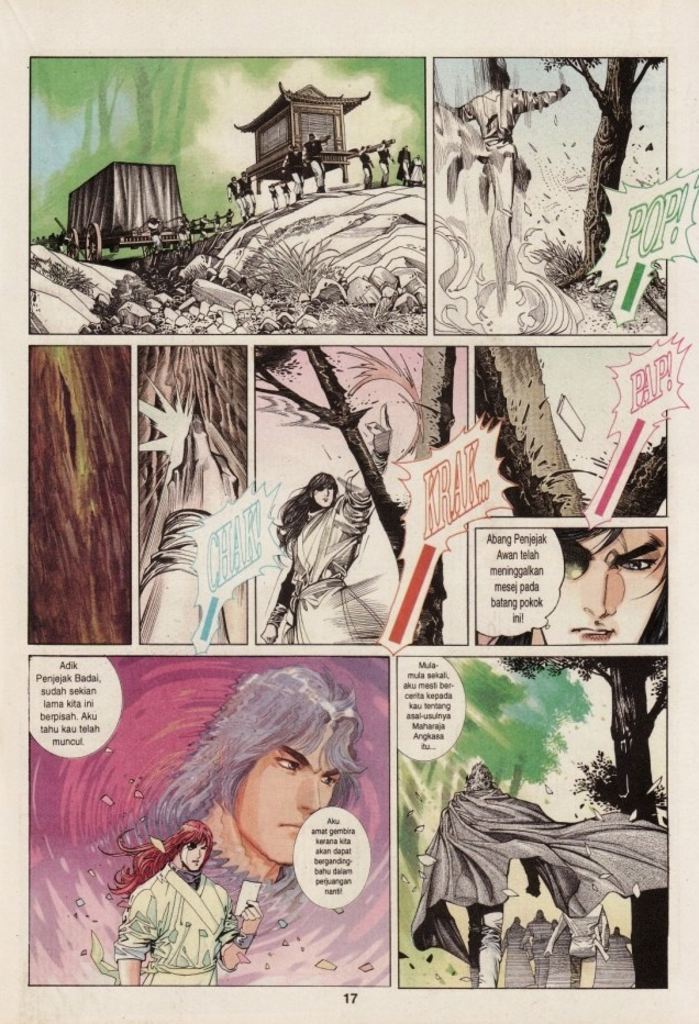 POP!
CHAK!
KRAK...
PAP!
Abang Penjejak
Awan telah
meninggalkan
mesej pada
batang pokok
ini!
Adik
Penjejak Badai,
sudah sekian
lama kita ini
berpisah. Aku
tahu kau telah
muncul.
Aku
amat gembira
kerana kita
akan dapat
berganding-
bahu dalam
perjuangan
nanti!
Mula-
mula sekali,
aku mesti ber-
cerita kepada
kau tentang
asal-usulnya
Maharaja
Angkasa
itu...
17